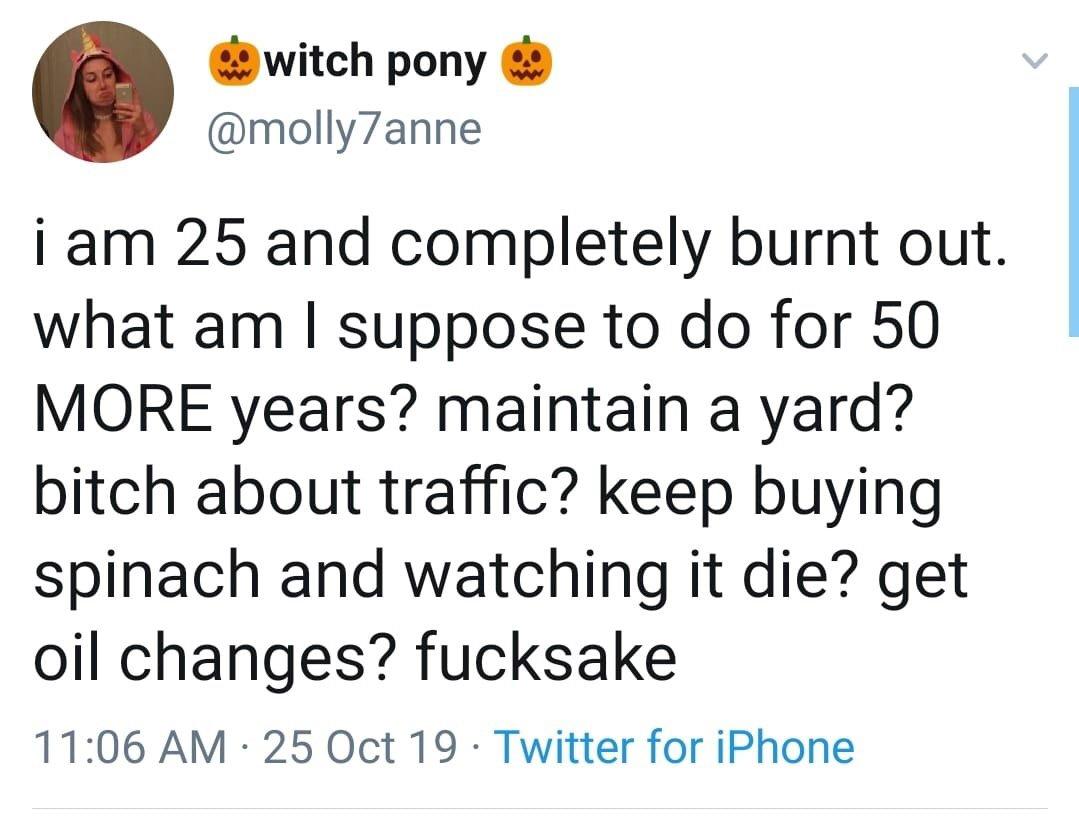 🎃witch pony 🎃
@molly7anne
i am 25 and completely burnt out.
what am I suppose to do for 50
MORE years? maintain a yard?
bitch about traffic? keep buying
spinach and watching it die? get
oil changes? fucksake
11:06 AM · 25 Oct 19 · Twitter for iPhone